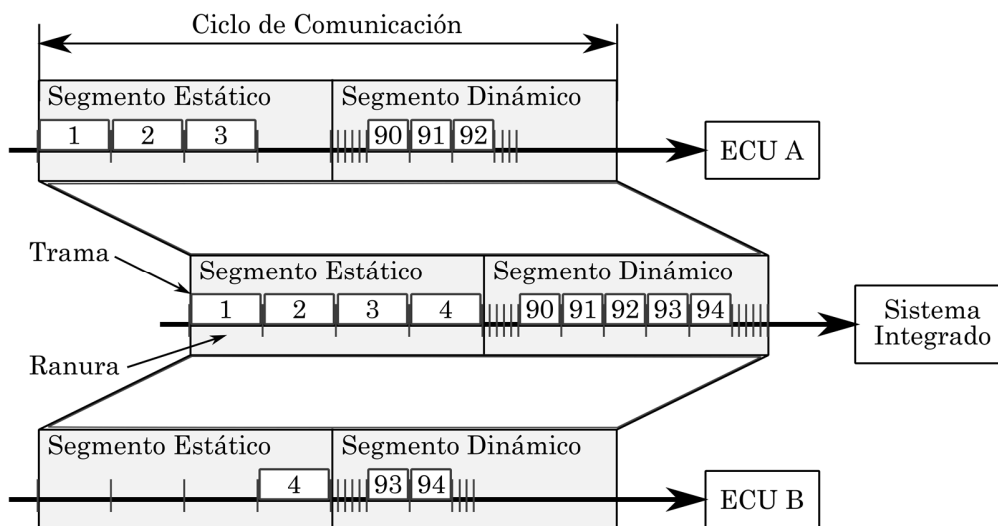 Ciclo de Comunicación
Segmento Estático
Segmento Dinámico
1 2 3
90 91 92
ECU A
Trama
Segmento Estático
Segmento Dinámico
1 2 3 4
90 91 92 93 94
Sistema
Integrado
Ranura
Segmento Estático
Segmento Dinámico
4
93 94
ECU B